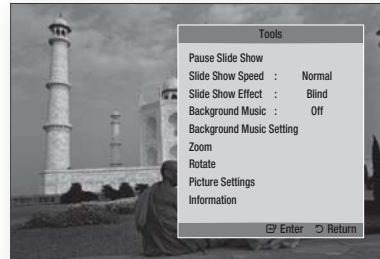 Tools
Pause Slide Show
Slide Show Speed : Normal
Slide Show Effect : Blind
Background Music : Off
Background Music Setting
Zoom
Rotate
Picture Settings
Information
Enter Return